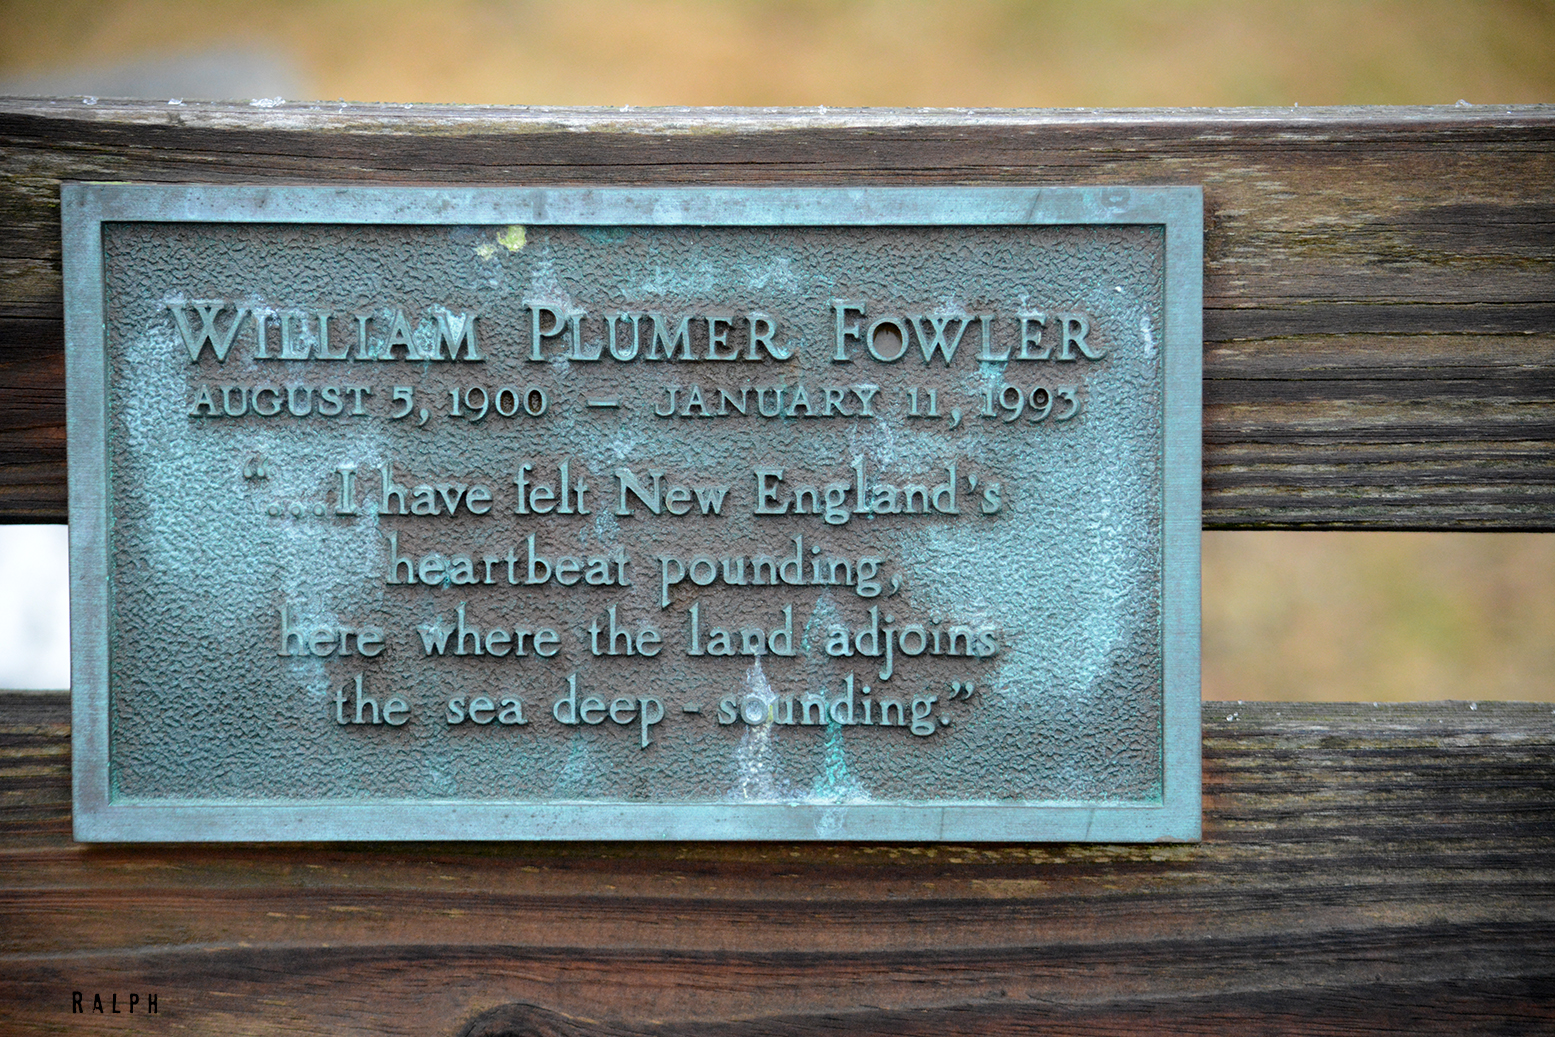 WILLIAM PLUMER FOWLER
AUGUST 5, 1900 – JANUARY 11, 1993
"....I have felt New England's
heartbeat pounding,
here where the land adjoins
the sea deep-sounding."
RALPH